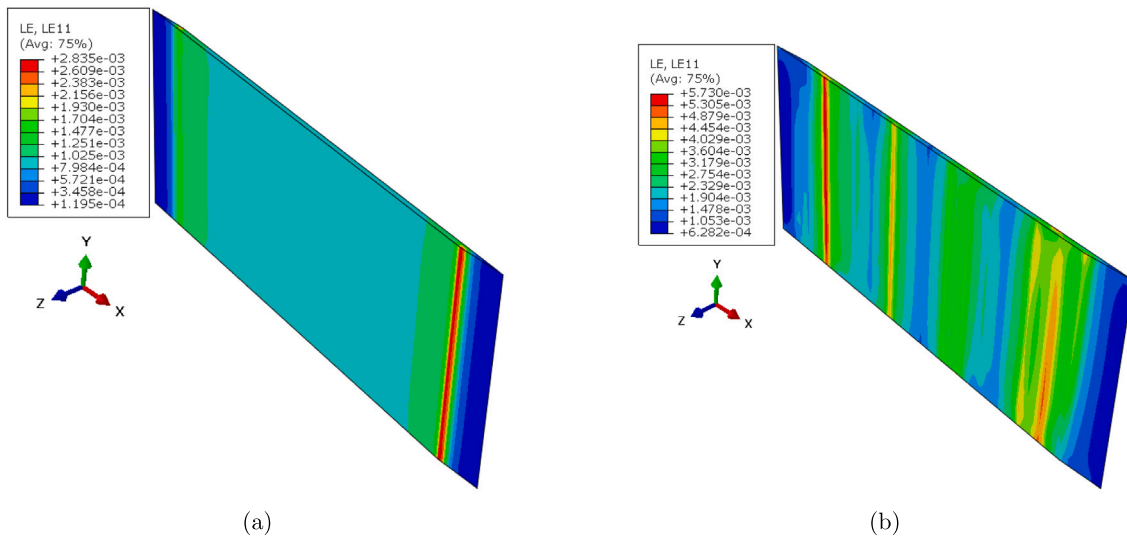 LE, LE11
(Avg: 75%)
+2.835e-03
+2.609e-03
+2.383e-03
+2.156e-03
+1.930e-03
+1.704e-03
+1.477e-03
+1.251e-03
+1.025e-03
+7.984e-04
+5.721e-04
+3.458e-04
+1.195e-04
Y
Z
X
(a)
LE, LE11
(Avg: 75%)
+5.730e-03
+5.305e-03
+4.879e-03
+4.454e-03
+4.029e-03
+3.604e-03
+3.179e-03
+2.754e-03
+2.329e-03
+1.904e-03
+1.478e-03
+1.053e-03
+6.282e-04
Y
Z
X
(b)